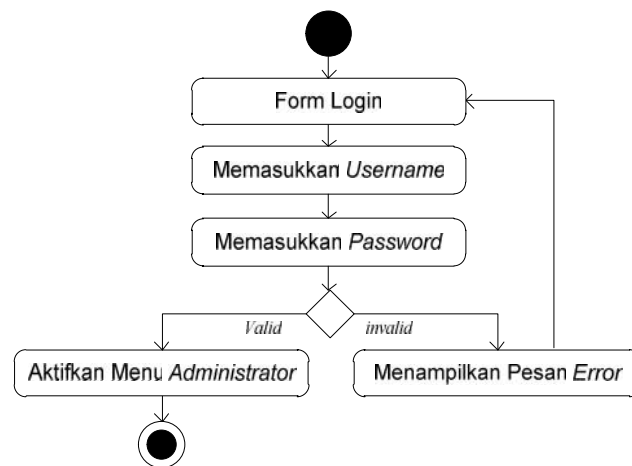 Form Login
Memasukkan Username
Memasukkan Password
Valid
invalid
Aktifkan Menu Administrator
Menampilkan Pesan Error